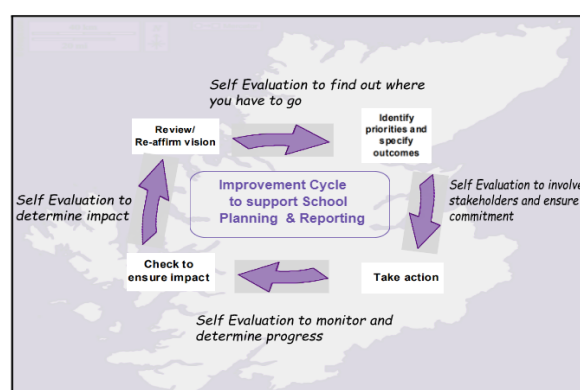 Self Evaluation to find out where
you have to go
Review/
Re-affirm vision
Identify
priorities and
specify
outcomes
Improvement Cycle
to support School
Planning & Reporting
Self Evaluation to
determine impact
Self Evaluation to involve
stakeholders and ensure
commitment
Check to
ensure impact
Take action
Self Evaluation to monitor and
determine progress